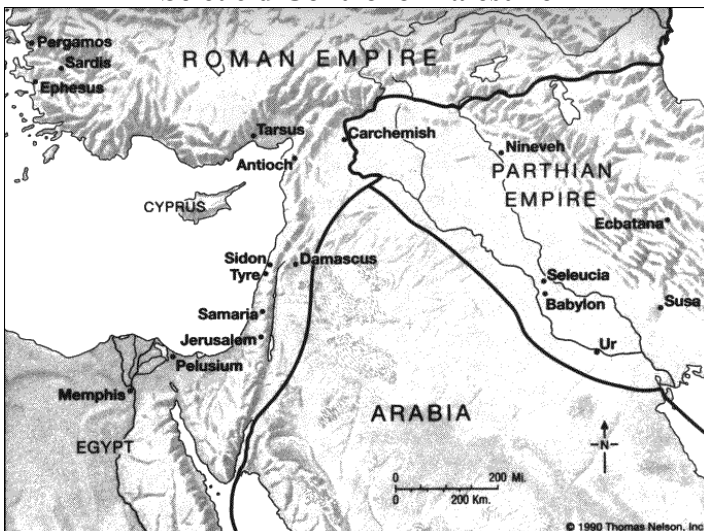 Pergamos
Sardis
Ephesus
ROMAN EMPIRE
Tarsus
Antioch
Carchemish
Nineveh
PARTHIAN
EMPIRE
CYPRUS
Ecbatana
Sidon
Tyre
Damascus
Seleucia
Babylon
Susa
Samaria
Jerusalem
Ur
Pelusium
Memphis
ARABIA
EGYPT
N
0 200 Mi.
0 200 Km.
© 1990 Thomas Nelson, Inc